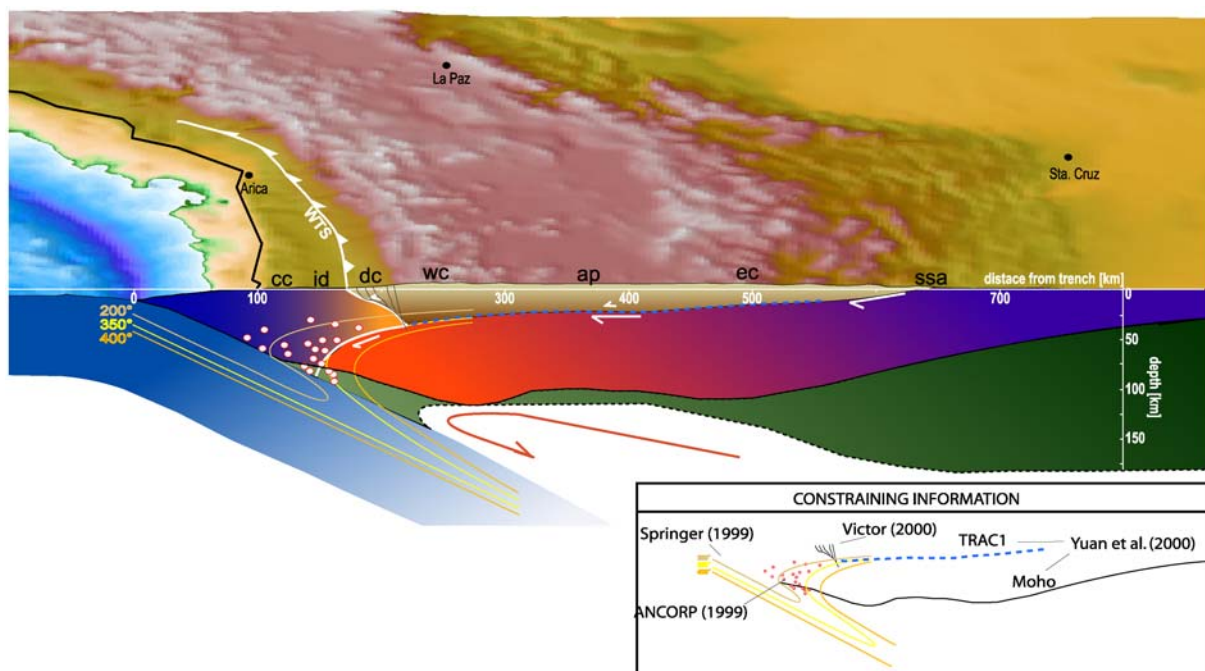 La Paz
Sta. Cruz
Arica
WTS
cc id dc wc ap ec ssa distace from trench [km]
0 100 300 400 500 700 0
200°
350°
400°
50
100
150
depth
[km]
CONSTRAINING INFORMATION
Springer (1999)
Victor (2000)
TRAC1
Yuan et al. (2000)
Moho
ANCORP (1999)